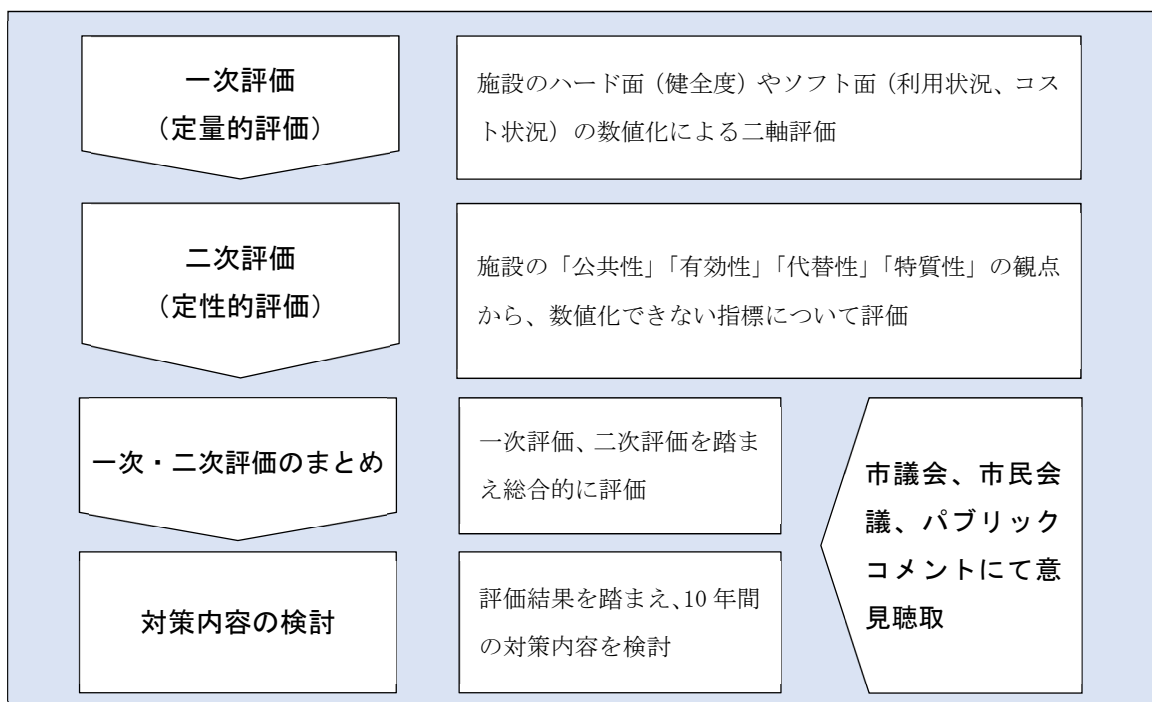 一次評価
（定量的評価）
施設のハード面（健全度）やソフト面（利用状況、コス
ト状況）の数値化による二軸評価
二次評価
（定性的評価）
施設の「公共性」「有効性」「代替性」「特質性」の観点
から、数値化できない指標について評価
一次・二次評価のまとめ
一次評価、二次評価を踏ま
え総合的に評価
対策内容の検討
評価結果を踏まえ、10 年間
の対策内容を検討
市議会、市民会
議、パブリック
コメントにて意
見聴取